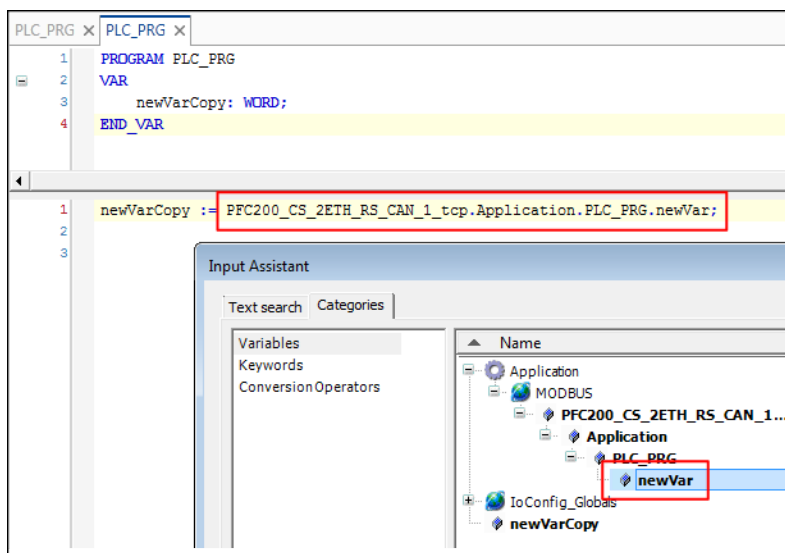 PLC_PRG PLC_PRG
1 PROGRAM PLC_PRG
2 VAR
3 newVarCopy: WORD;
4 END_VAR
1 newVarCopy := PFC200_CS_2ETH_RS_CAN_1_tcp.Application.PLC_PRG.newVar;
2
3
Input Assistant
Text search Categories
Variables
Keywords
Conversion Operators
Name
Application
MODBUS
PFC200_CS_2ETH_RS_CAN_1...
Application
PLC_PRG
newVar
IoConfig_Globals
newVarCopy